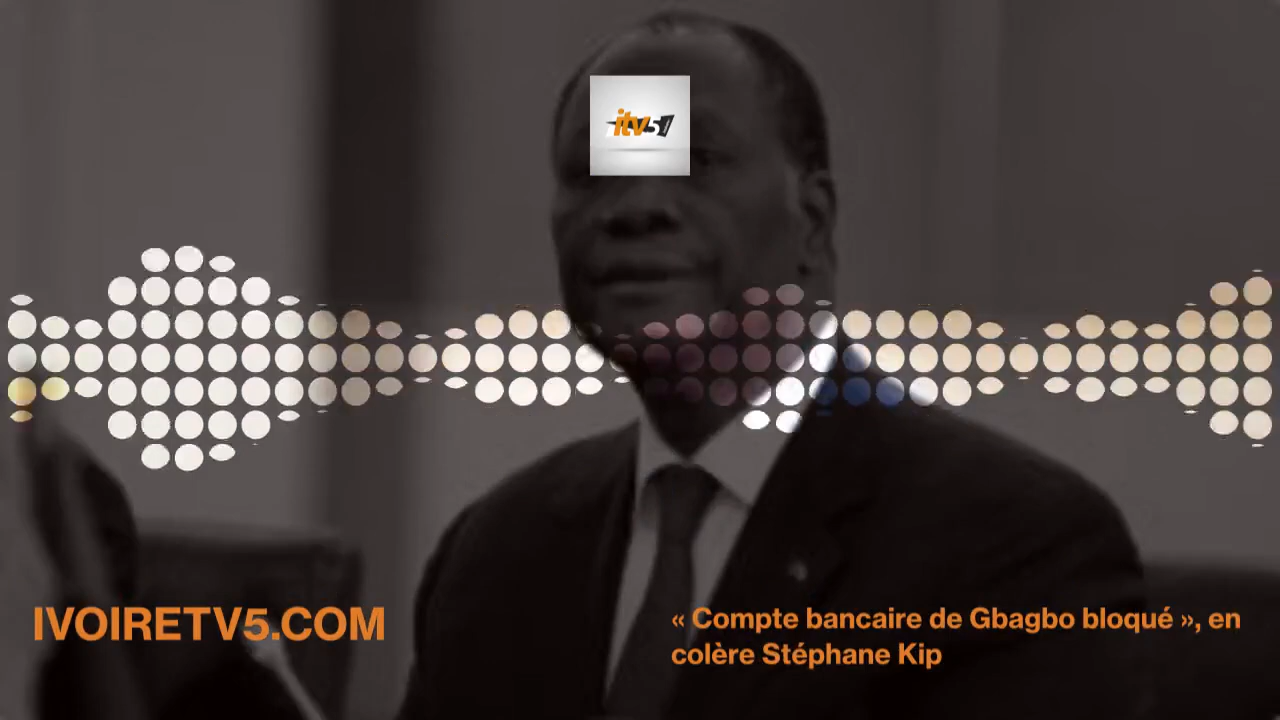 itv5
IVOIRETV5.COM
« Compte bancaire de Gbagbo bloqué », en
colère Stéphane Kip